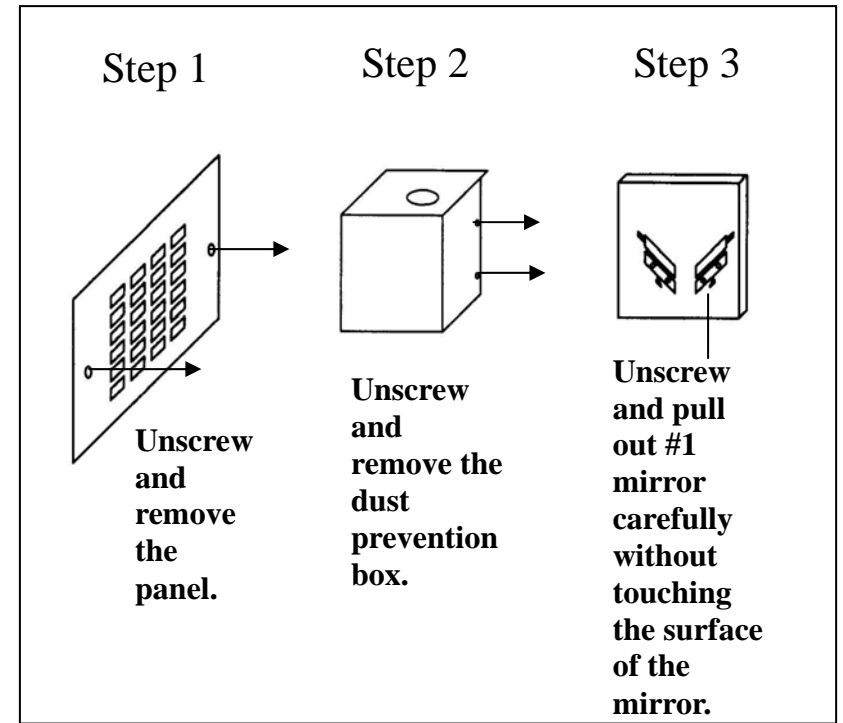 Step 1
Step 2
Step 3
Unscrew
and
remove
the
panel.
Unscrew
and
remove the
dust
prevention
box.
Unscrew
and pull
out #1
mirror
carefully
without
touching
the surface
of the
mirror.